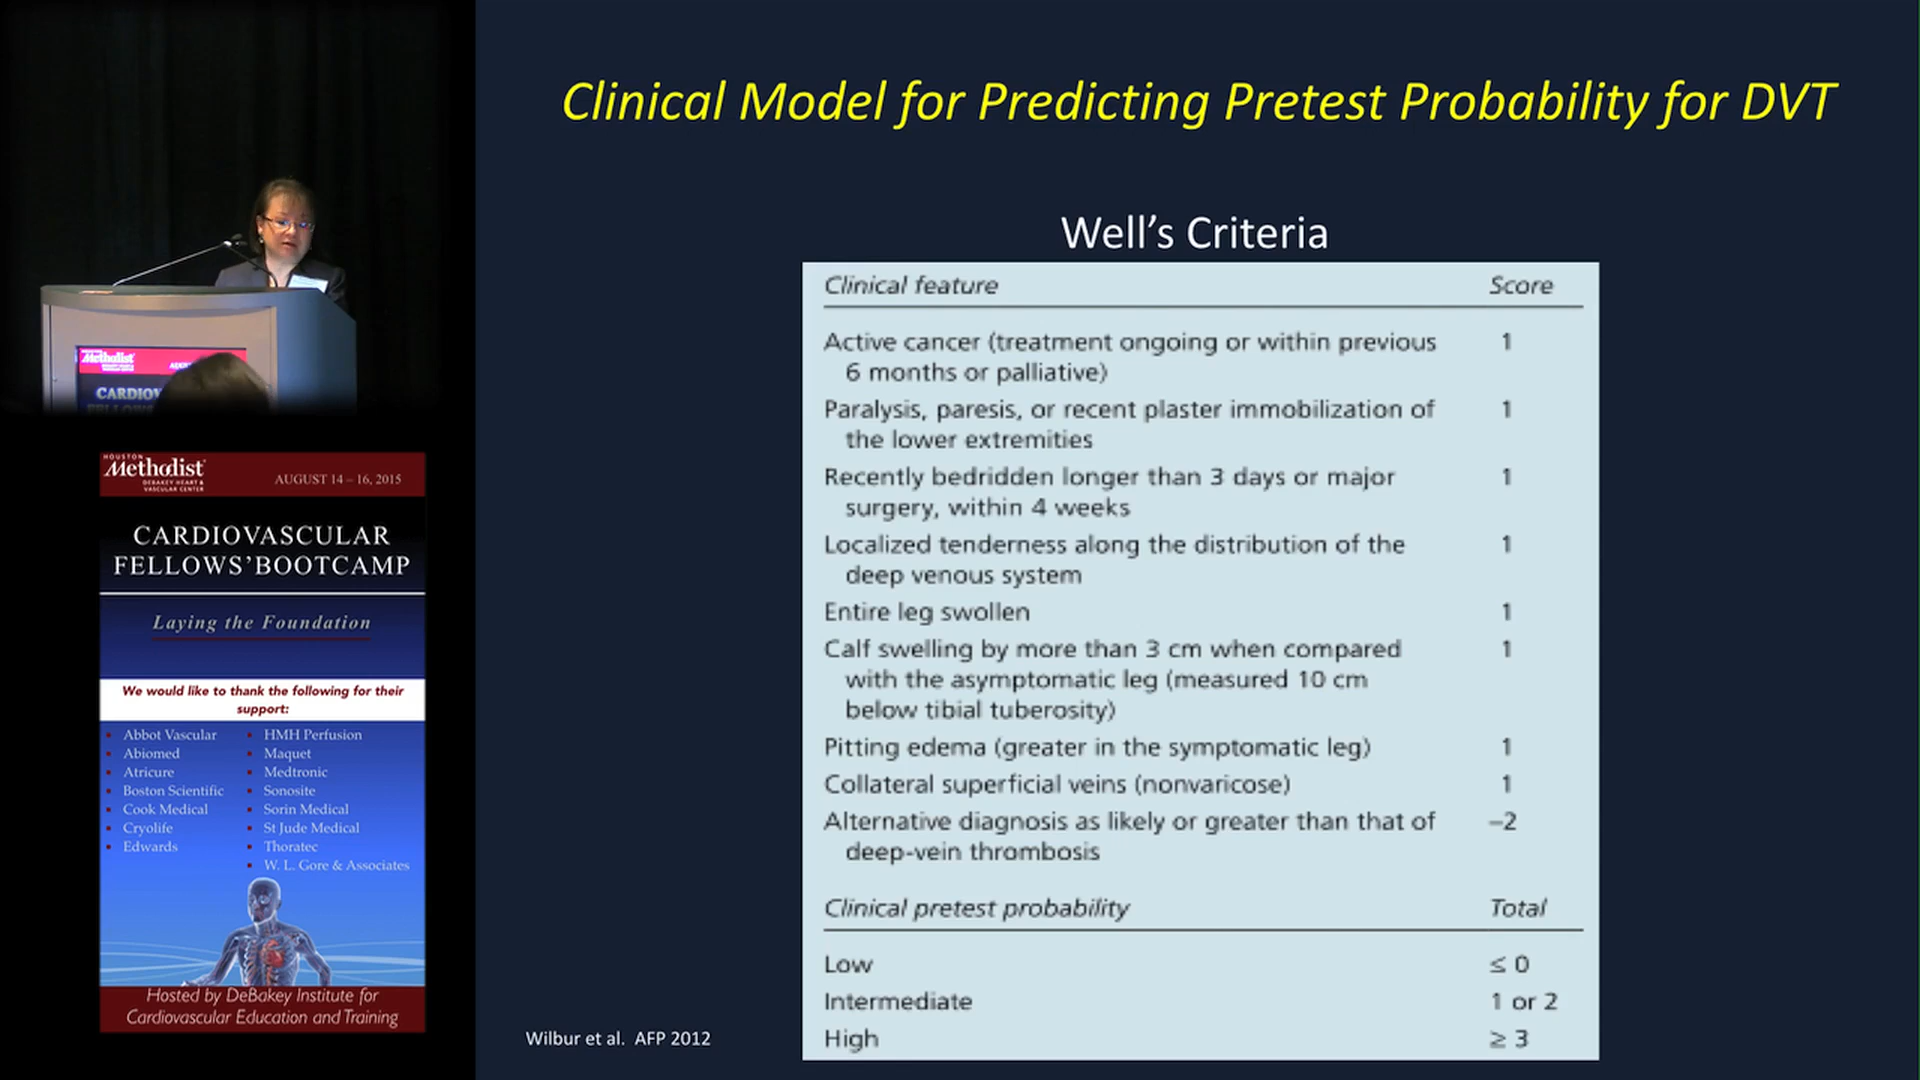 Clinical Model for Predicting Pretest Probability for DVT
Well's Criteria
Clinical feature Score
Active cancer (treatment ongoing or within previous 1
6 months or palliative)
Paralysis, paresis, or recent plaster immobilization of 1
the lower extremities
Recently bedridden longer than 3 days or major 1
surgery, within 4 weeks
Localized tenderness along the distribution of the 1
deep venous system
Entire leg swollen 1
Calf swelling by more than 3 cm when compared 1
with the asymptomatic leg (measured 10 cm
below tibial tuberosity)
Pitting edema (greater in the symptomatic leg) 1
Collateral superficial veins (nonvaricose) 1
Alternative diagnosis as likely or greater than that of –2
deep-vein thrombosis
Clinical pretest probability Total
Low ≤ 0
Intermediate 1 or 2
High ≥ 3
Wilbur et al. AFP 2012
Methodist
CARDIOV
HOUSTON
Methodist
DEBAKEY HEART &
VASCULAR CENTER
AUGUST 14 – 16, 2015
CARDIOVASCULAR
FELLOWS'BOOTCAMP
Laying the Foundation
We would like to thank the following for their
support:
Abbot Vascular
Abiomed
Atricure
Boston Scientific
Cook Medical
Cryolife
Edwards
HMH Perfusion
Maquet
Medtronic
Sonosite
Sorin Medical
St Jude Medical
Thoratec
W. L. Gore & Associates
Hosted by DeBakey Institute for
Cardiovascular Education and Training